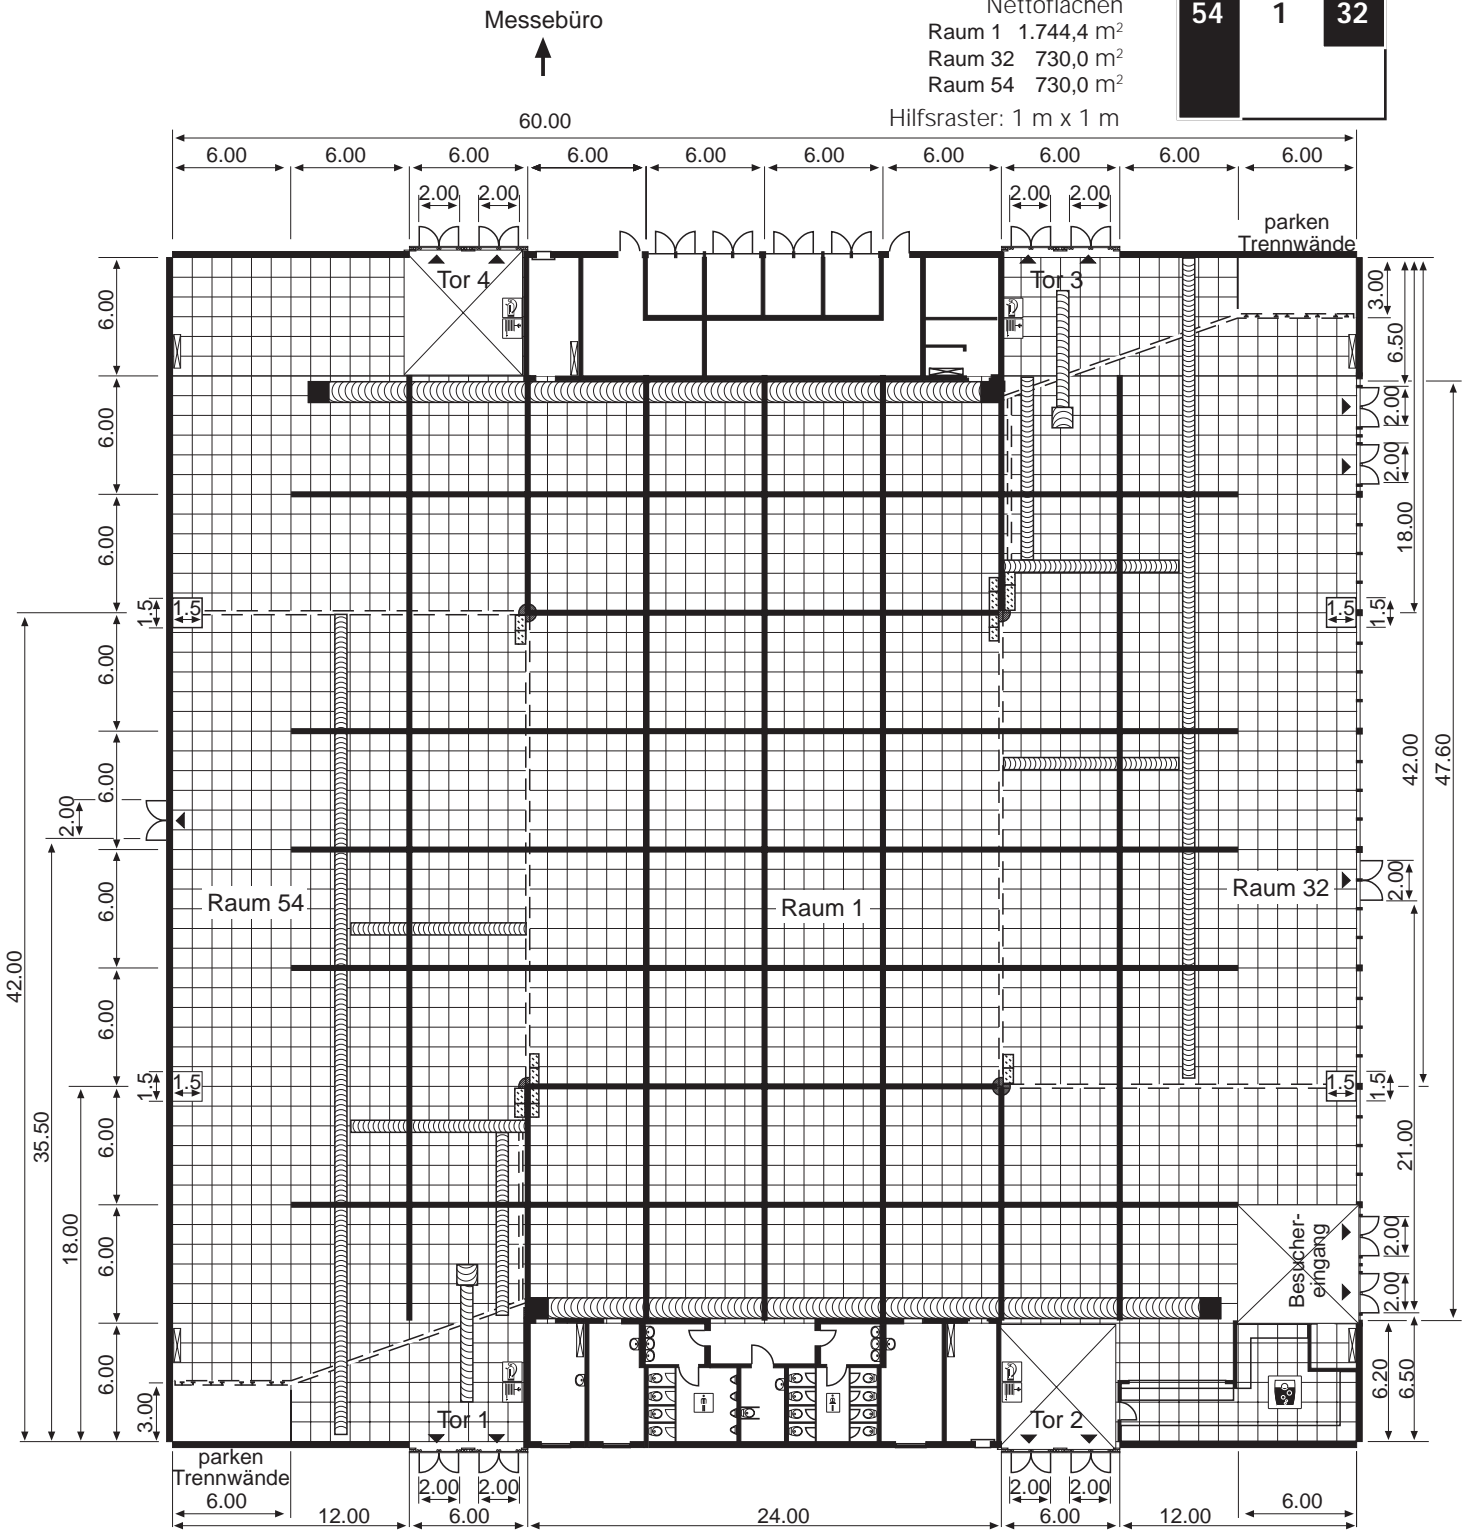 Messebüro
Nettoflächen
Raum 1 1.744,4 m²
Raum 32 730,0 m²
Raum 54 730,0 m²
Hilfsraster: 1 m x 1 m
54 1 32
60.00
6.00 6.00 6.00 6.00 6.00 6.00 6.00 6.00 6.00 6.00
2.00 2.00 2.00 2.00
parken
Trennwände
Tor 4
Tor 3
6.00
3.00
6.50
6.00
2.00
2.00
6.00
18.00
1.5
1.5
1.5
1.5
6.00
6.00
2.00
42.00
47.60
6.00
Raum 54
Raum 1
Raum 32
2.00
42.00
6.00
1.5
1.5
1.5
1.5
35.50
6.00
21.00
18.00
6.00
Besucher-
eingang
2.00
2.00
6.00
3.00
6.20
6.50
Tor 1
Tor 2
parken
Trennwände
2.00 2.00 2.00 2.00
6.00
6.00
12.00 6.00 24.00 6.00 12.00